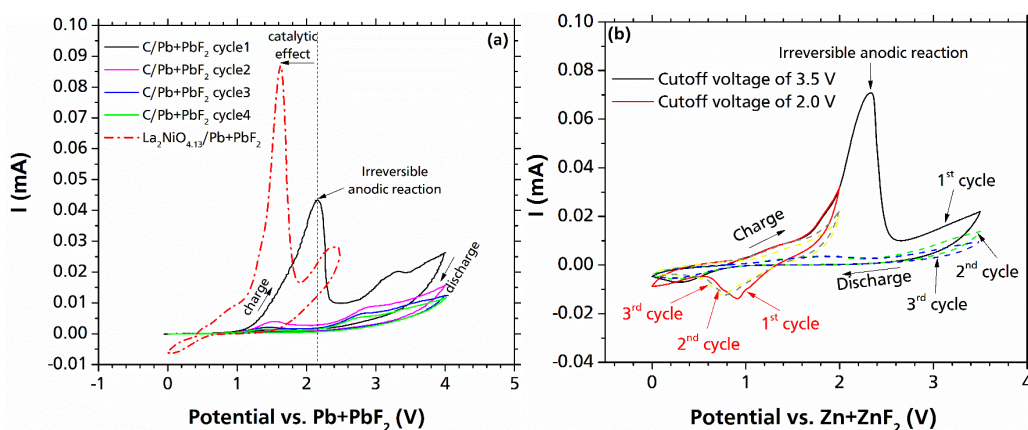 (a)
C/Pb+PbF₂ cycle1
C/Pb+PbF₂ cycle2
C/Pb+PbF₂ cycle3
C/Pb+PbF₂ cycle4
La₂NiO₄.₁₃/Pb+PbF₂
catalytic
effect
Irreversible
anodic reaction
charge
discharge
I (mA)
0.10
0.09
0.08
0.07
0.06
0.05
0.04
0.03
0.02
0.01
0.00
-0.01
-1
0
1
2
3
4
5
Potential vs. Pb+PbF₂ (V)
(b)
Irreversible anodic reaction
Cutoff voltage of 3.5 V
Cutoff voltage of 2.0 V
1ˢᵗ cycle
Charge
Discharge
2ⁿᵈ cycle
3ʳᵈ cycle
3ʳᵈ cycle
2ⁿᵈ cycle
1ˢᵗ cycle
I (mA)
0.10
0.08
0.06
0.04
0.02
0.00
-0.02
-0.04
0
1
2
3
4
Potential vs. Zn+ZnF₂ (V)